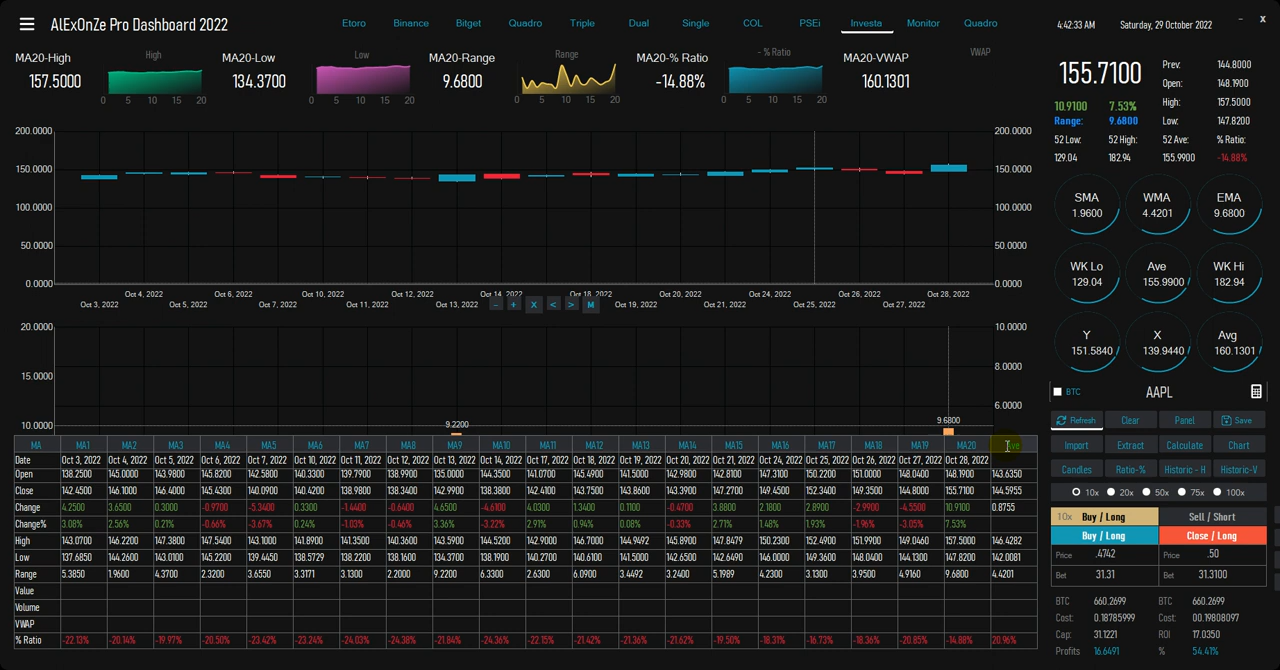 AlExOnZe Pro Dashboard 2022
Etoro Binance Bitget Quadro Triple Dual Single COL PSEi Investa Monitor Quadro
4:42:33 AM Saturday, 29 October 2022 – X
MA20-High High MA20-Low Low MA20-Range Range MA20-% Ratio - % Ratio MA20-VWAP VWAP
157.5000 134.3700 9.6800 -14.88% 160.1301
0 5 10 15 20 0 5 10 15 20 0 5 10 15 20 0 5 10 15 20
155.7100 Prev: 144.8000
Open: 148.1900
10.9100 7.53% High: 157.5000
Range: 9.6800 Low: 147.8200
52 Low: 52 High: 52 Ave: % Ratio:
129.04 182.94 155.9900 -14.88%
200.0000 200.0000
150.0000 150.0000
100.0000 100.0000
50.0000 50.0000
0.0000 0.0000
Oct 4, 2022 Oct 6, 2022 Oct 10, 2022 Oct 12, 2022 Oct 14, 2022 Oct 18, 2022 Oct 20, 2022 Oct 24, 2022 Oct 26, 2022 Oct 28, 2022
Oct 3, 2022 Oct 5, 2022 Oct 7, 2022 Oct 11, 2022 Oct 13, 2022 - + X < > M Oct 19, 2022 Oct 21, 2022 Oct 25, 2022 Oct 27, 2022
SMA WMA EMA
1.9600 4.4201 9.6800
WK Lo Ave WK Hi
129.04 155.9900 182.94
Y X Avg
151.5840 139.9440 160.1301
20.0000 10.0000
15.0000 8.0000
10.0000 6.0000
9.2200 9.6800
BTC AAPL
Refresh Clear Panel Save
Import Extract Calculate Chart
Candles Ratio-% Historic - H Historic-V
10x 20x 50x 75x 100x
10x Buy / Long Sell / Short
Buy / Long Close / Long
Price .4742 Price .50
Bet 31.31 Bet 31.3100
BTC 660.2699 BTC 660.2699
Cost: 0.18785999 Cost: 00.19808097
Cap: 31.1221 ROI 17.0350
Profits 16.6491 % 54.41%
MA MA1 MA2 MA3 MA4 MA5 MA6 MA7 MA8 MA9 MA10 MA11 MA12 MA13 MA14 MA15 MA16 MA17 MA18 MA19 MA20 Ave
Date Oct 3, 2022 Oct 4, 2022 Oct 5, 2022 Oct 6, 2022 Oct 7, 2022 Oct 10, 2022 Oct 11, 2022 Oct 12, 2022 Oct 13, 2022 Oct 14, 2022 Oct 17, 2022 Oct 18, 2022 Oct 19, 2022 Oct 20, 2022 Oct 21, 2022 Oct 24, 2022 Oct 25, 2022 Oct 26, 2022 Oct 27, 2022 Oct 28, 2022
Open 138.2500 145.0000 143.9800 145.8200 142.5800 140.3300 139.7900 138.9900 135.0000 144.3500 141.0700 145.4900 141.5000 142.9000 142.8100 147.3100 150.2200 151.0000 148.0400 148.1900 143.6350
Close 142.4500 146.1000 146.4000 145.4300 140.0900 140.4200 138.9800 138.3400 142.9900 138.6100 142.4100 143.7500 143.8600 143.3900 147.2700 149.4500 152.3400 149.3500 144.8000 155.7100 144.5955
Change 4.2500 3.6500 0.3000 -0.9700 -5.3400 0.3300 -1.4400 -0.6400 4.6500 -4.6100 4.0300 1.3400 0.1100 -0.4700 3.8800 2.1800 2.8900 -2.9900 -4.5500 10.9100 0.8755
Change% 3.08% 2.56% 0.21% -0.66% -3.67% 0.24% -1.03% -0.46% 3.36% -3.22% 2.91% 0.94% 0.08% -0.33% 2.71% 1.48% 1.93% -1.96% -3.05% 7.53%
High 143.0700 146.2200 147.3800 147.5400 143.1000 141.8900 141.3500 140.3600 143.5900 144.5200 142.9000 146.7000 144.9492 145.8900 147.8479 150.2300 152.4900 151.9900 149.0460 157.5000 146.4282
Low 137.6850 144.2600 143.0100 145.2200 139.4450 138.5729 138.2200 138.1600 134.3700 138.1900 140.2700 140.6100 141.5000 142.6500 142.6490 146.0000 149.3600 148.0400 144.1300 147.8200 142.0081
Range 5.3850 1.9600 4.3700 2.3200 3.6550 3.3171 3.1300 2.2000 9.2200 6.3300 2.6300 6.0900 3.4492 3.2400 5.1989 4.2300 3.1300 3.9500 4.9160 9.6800 4.4201
Value
Volume
VWAP
% Ratio -22.13% -20.14% -19.97% -20.50% -23.42% -23.24% -24.03% -24.38% -21.84% -24.36% -22.15% -21.42% -21.36% -21.62% -19.50% -18.31% -16.73% -18.36% -20.85% -14.88% 20.96%